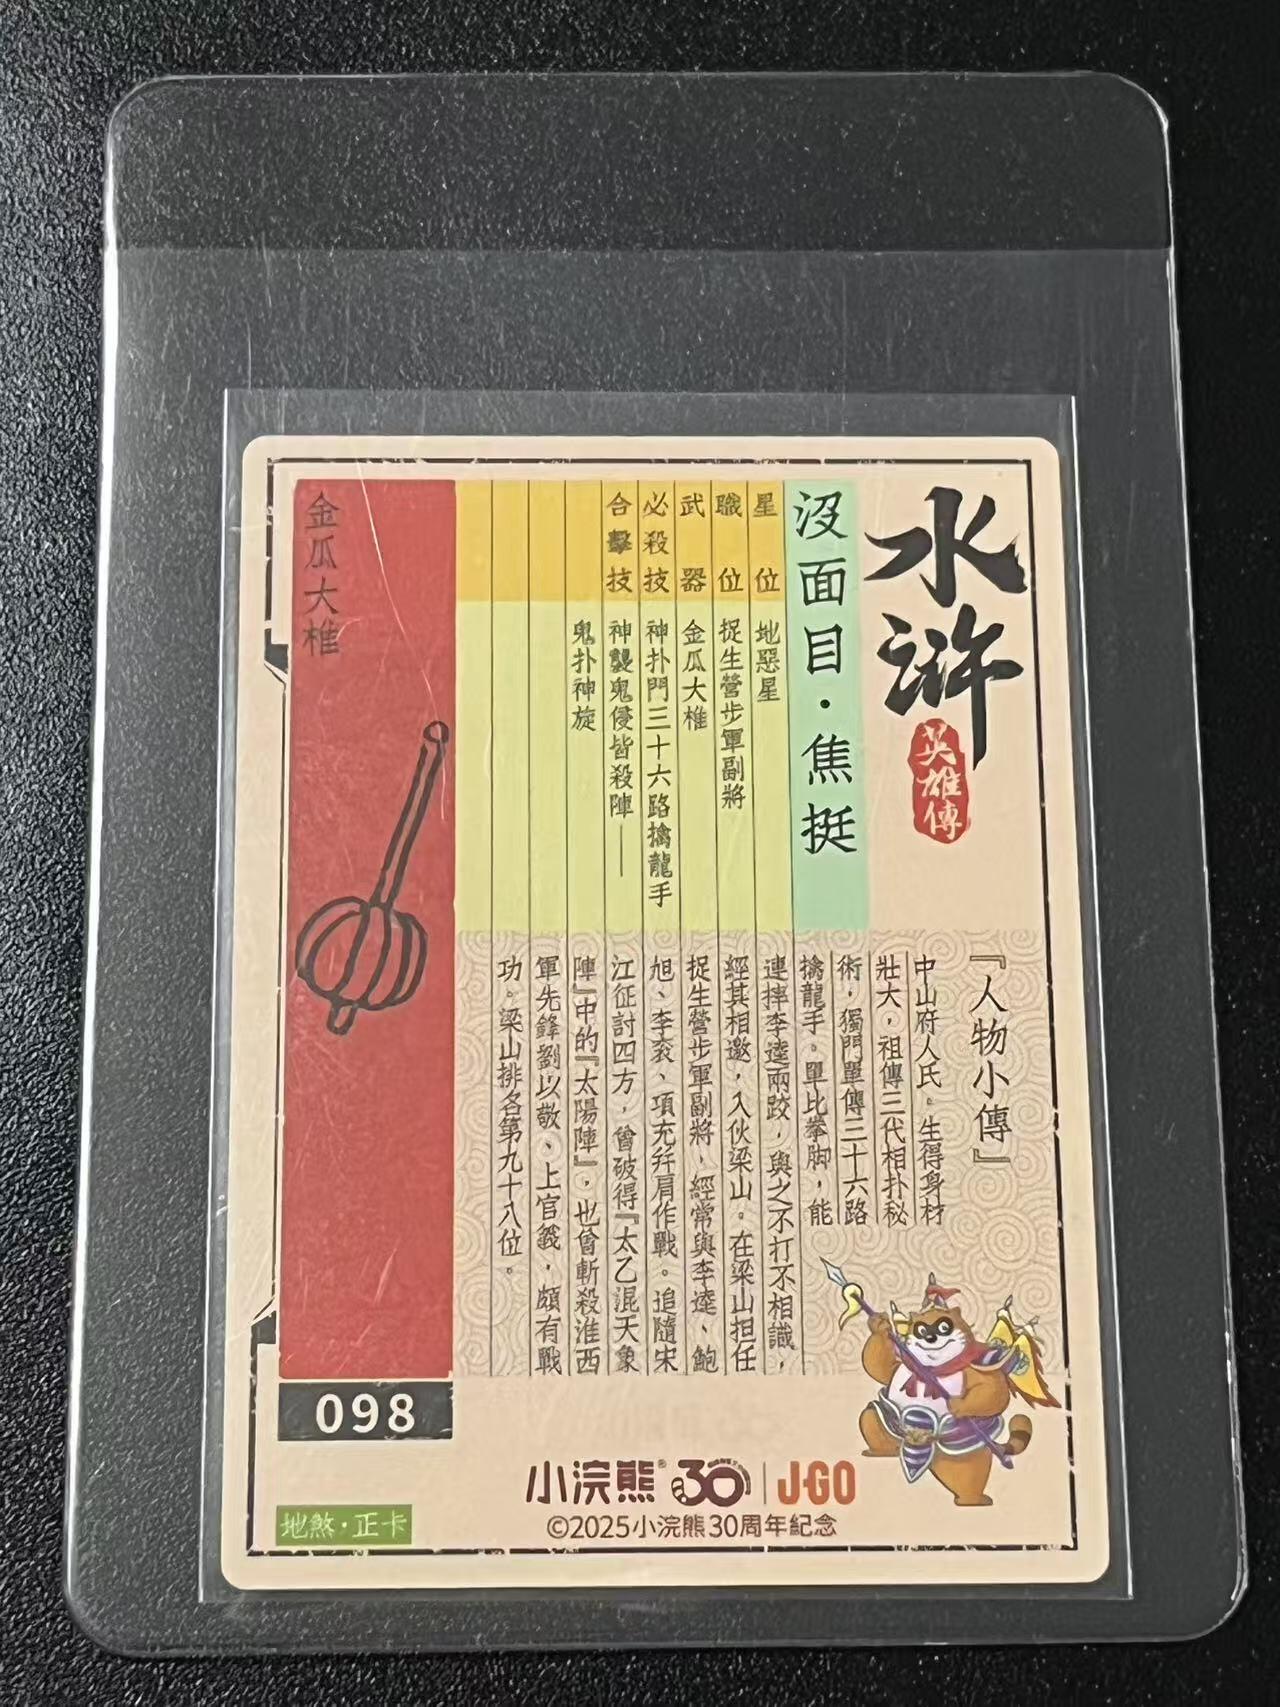 水滸
英雄傳
沒面目·焦挺
星位 地惡星
職位 捉生營步軍副將
武器 金瓜大椎
必殺技 神扑門三十六路擒龍手
合擊技 神襲鬼侵皆殺陣——
鬼扑神旋
金瓜大椎
『人物小傳』
中山府人氏。生得身材
壯大，祖傳三代相扑秘
術，獨門單傳三十六路
擒龍手。單比拳脚，能
連摔李逵兩跤，與之不打不相識，
經其相邀，入伙梁山。在梁山担任
捉生營步軍副將，經常與李逵、鮑
旭、李衮、項充幷肩作戰。追隨宋
江征討四方，曾破得『太乙混天象
陣』中的『太陽陣』，也曾斬殺淮西
軍先鋒劉以敬、上官義，頗有戰
功。梁山排名第九十八位。
098
地煞·正卡
小浣熊® 30 | J·GO
©2025小浣熊30周年紀念